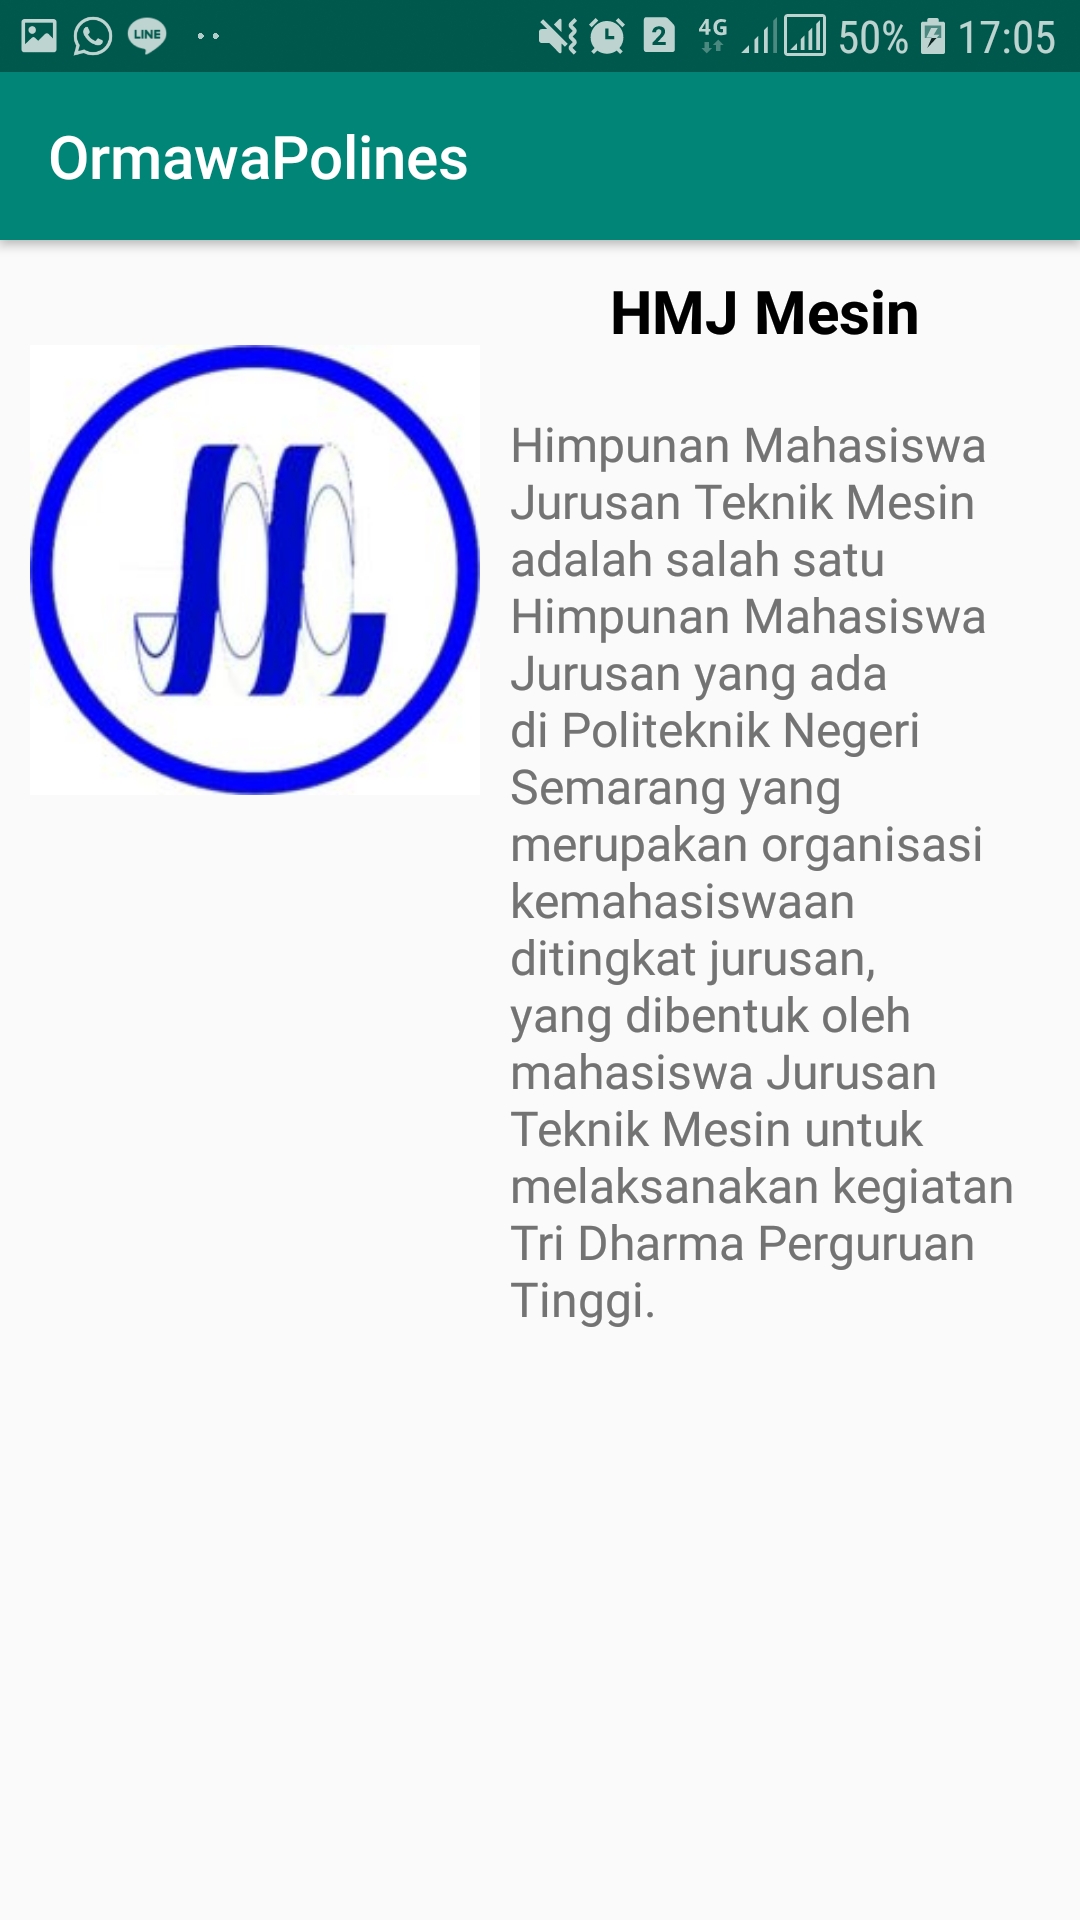 LINE
2
4G
50%
17:05
OrmawaPolines
HMJ Mesin
Himpunan Mahasiswa
Jurusan Teknik Mesin
adalah salah satu
Himpunan Mahasiswa
Jurusan yang ada
di Politeknik Negeri
Semarang yang
merupakan organisasi
kemahasiswaan
ditingkat jurusan,
yang dibentuk oleh
mahasiswa Jurusan
Teknik Mesin untuk
melaksanakan kegiatan
Tri Dharma Perguruan
Tinggi.